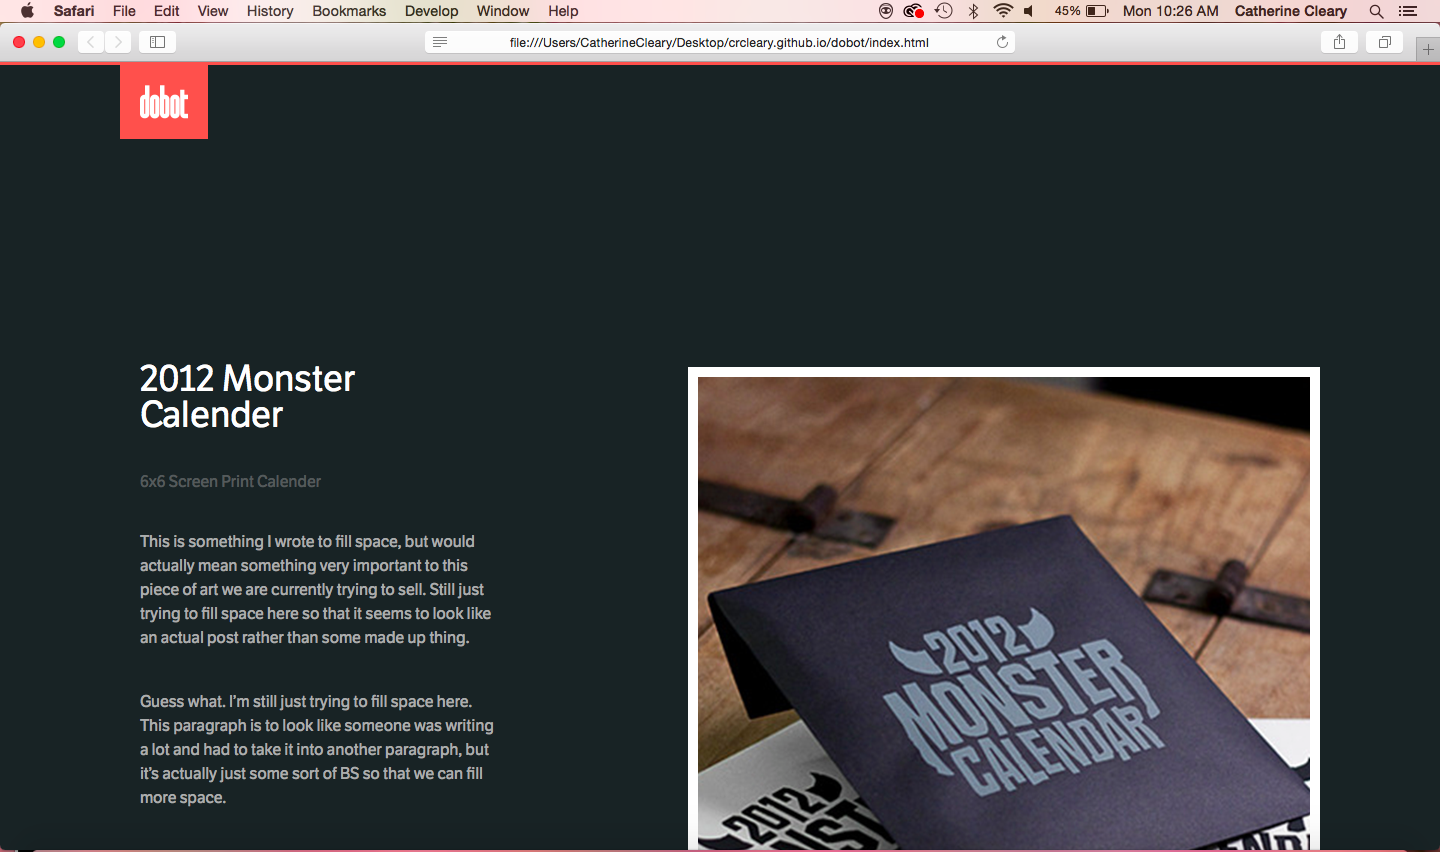 Safari File Edit View History Bookmarks Develop Window Help 45% Mon 10:26 AM Catherine Cleary
file:///Users/CatherineCleary/Desktop/crcleary.github.io/dobot/index.html
dobot
2012 Monster
Calender
6x6 Screen Print Calender
This is something I wrote to fill space, but would
actually mean something very important to this
piece of art we are currently trying to sell. Still just
trying to fill space here so that it seems to look like
an actual post rather than some made up thing.
Guess what. I'm still just trying to fill space here.
This paragraph is to look like someone was writing
a lot and had to take it into another paragraph, but
it's actually just some sort of BS so that we can fill
more space.
2012
MONSTER
CALENDAR
2012